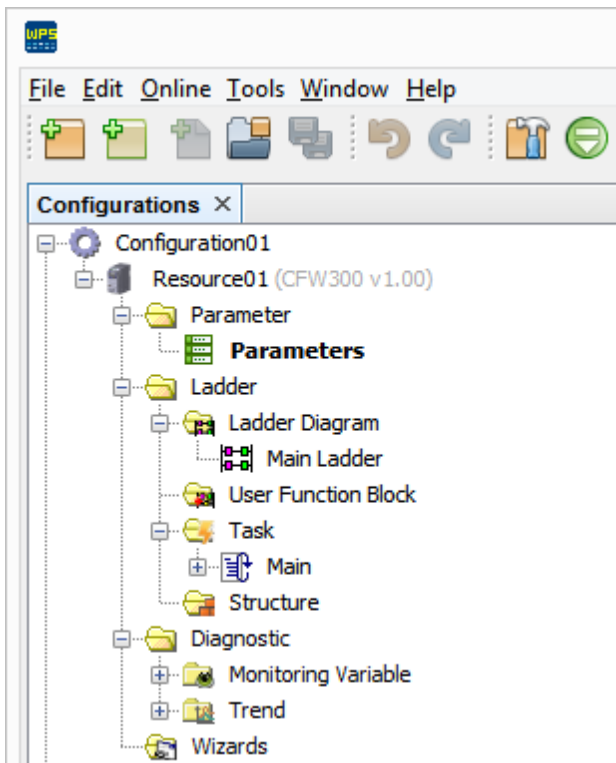 WPS
File Edit Online Tools Window Help
Configurations ×
Configuration01
Resource01 (CFW300 v1.00)
Parameter
Parameters
Ladder
Ladder Diagram
Main Ladder
User Function Block
Task
Main
Structure
Diagnostic
Monitoring Variable
Trend
Wizards